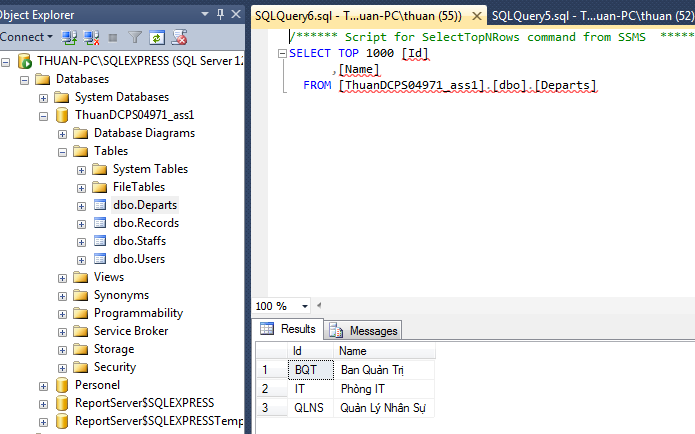 Object Explorer
Connect
THUAN-PC\SQLEXPRESS (SQL Server 12
Databases
System Databases
ThuanDCPS04971_ass1
Database Diagrams
Tables
System Tables
FileTables
dbo.Departs
dbo.Records
dbo.Staffs
dbo.Users
Views
Synonyms
Programmability
Service Broker
Storage
Security
Personel
ReportServer$SQLEXPRESS
ReportServer$SQLEXPRESSTemp
SQLQuery6.sql - T...uan-PC\thuan (55))
SQLQuery5.sql - T...uan-PC\thuan (52)
/****** Script for SelectTopNRows command from SSMS *****
SELECT TOP 1000 [Id]
,[Name]
FROM [ThuanDCPS04971_ass1].[dbo].[Departs]
100 %
Results
Messages
Id Name
1 BQT Ban Quản Trị
2 IT Phòng IT
3 QLNS Quản Lý Nhân Sự